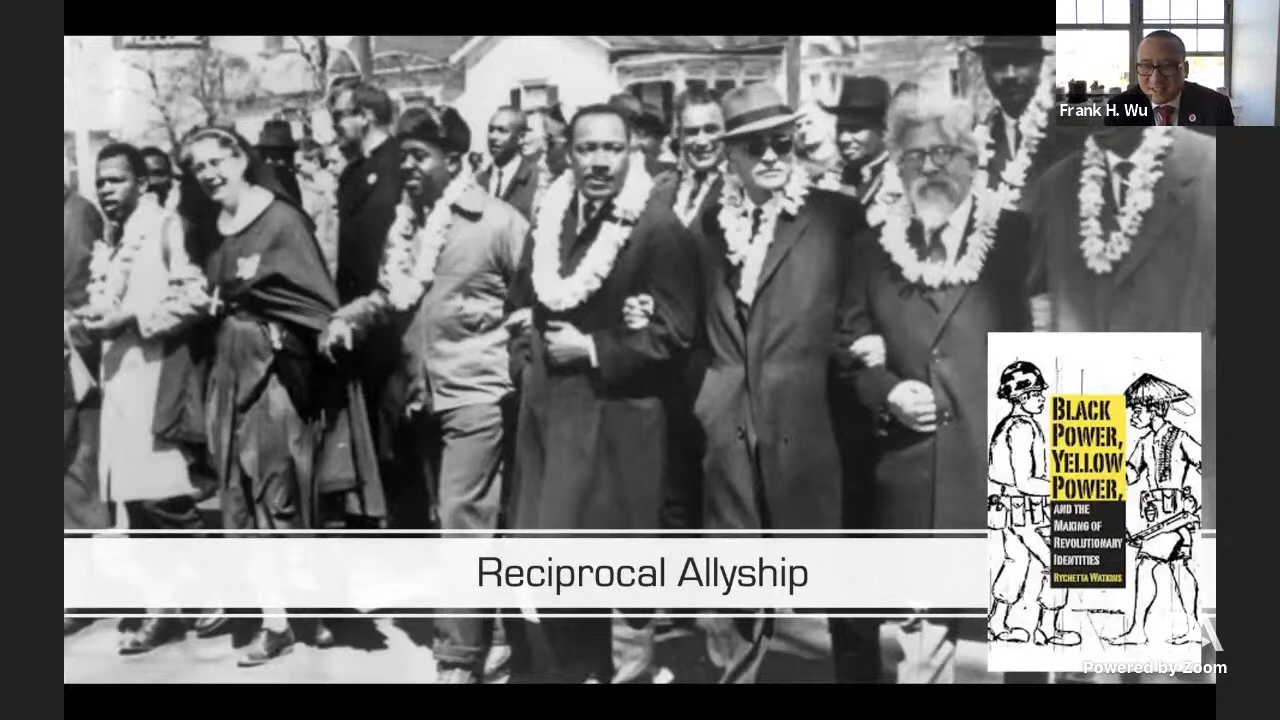 Frank H. Wu
BLACK
POWER,
YELLOW
POWER,
AND THE
MAKING OF
REVOLUTIONARY
IDENTITIES
RYCHETTA WATKINS
Reciprocal Allyship
Powered by Zoom